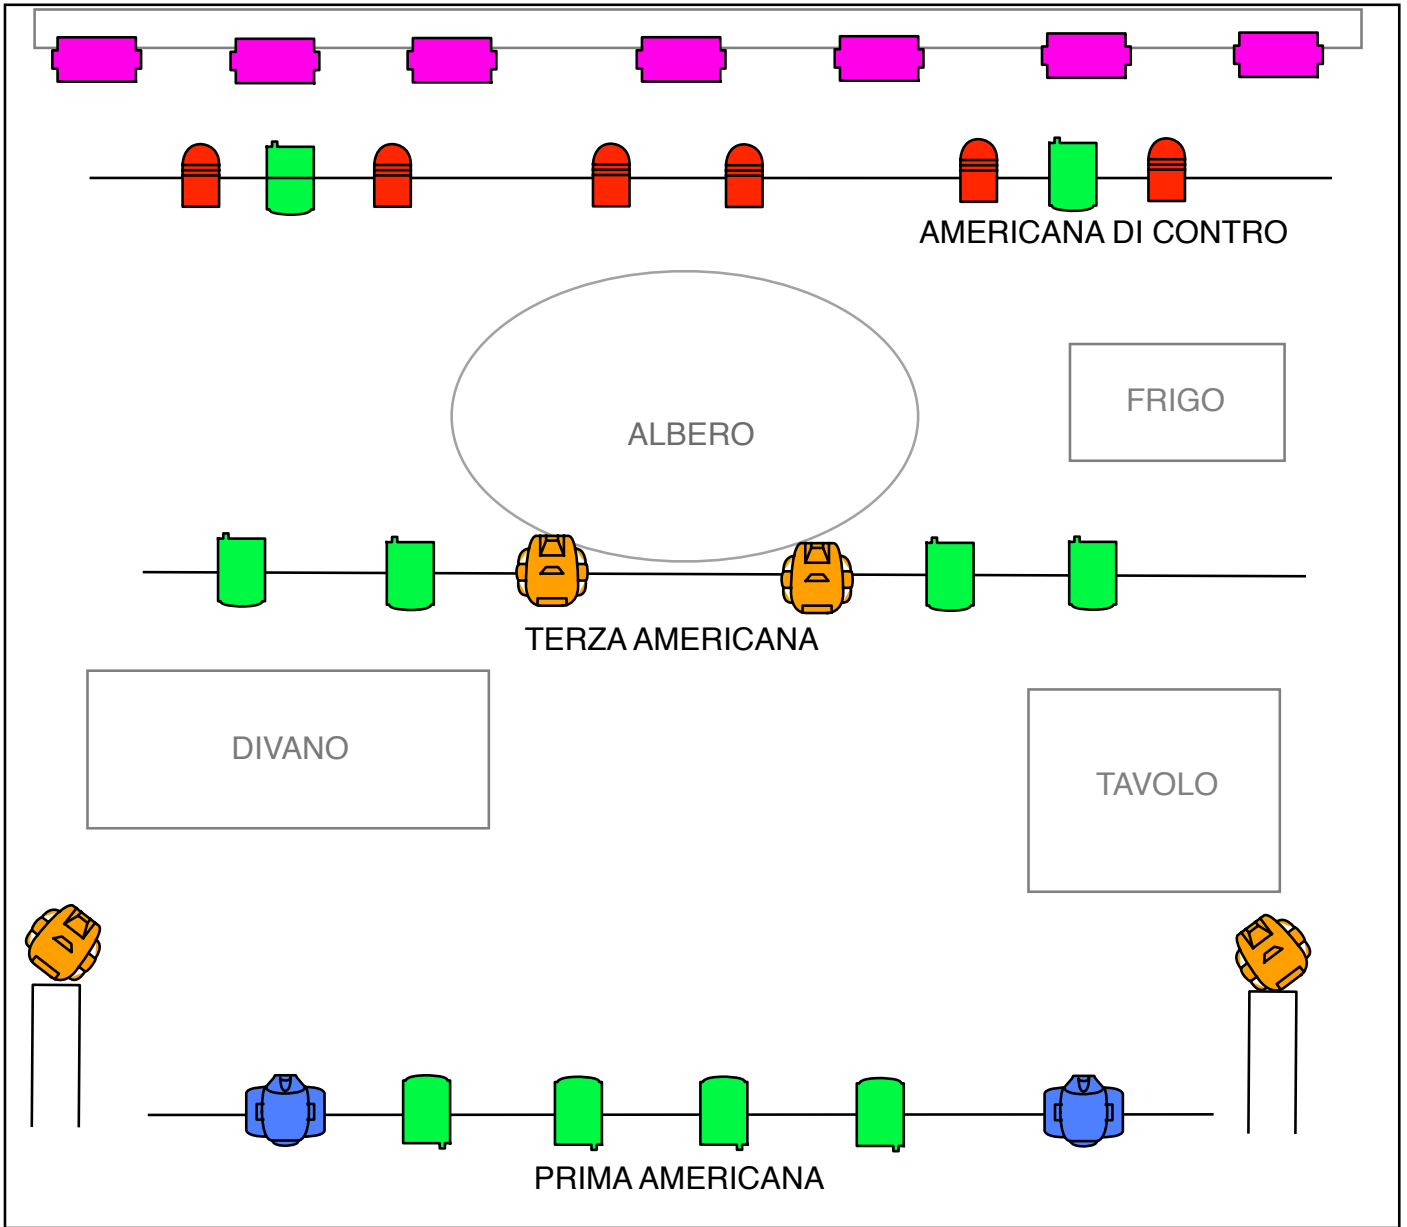 AMERICANA DI CONTRO
FRIGO
ALBERO
TERZA AMERICANA
DIVANO
TAVOLO
PRIMA AMERICANA